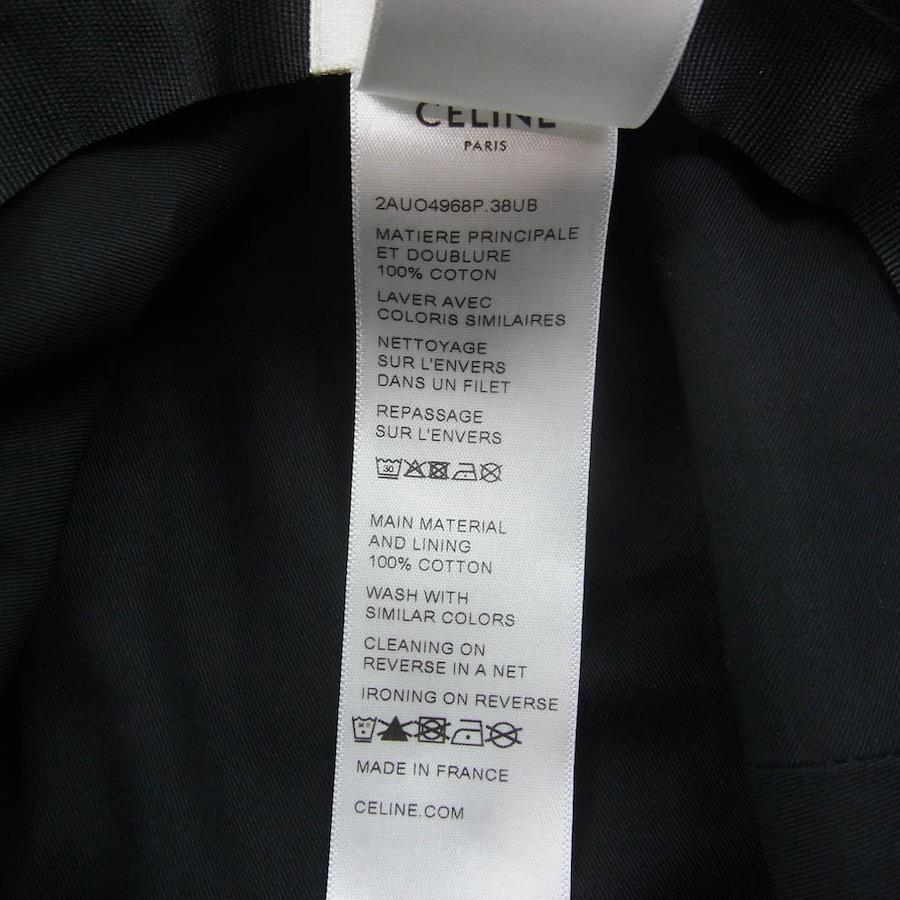 CELINE
PARIS
2AUO4968P.38UB
MATIERE PRINCIPALE
ET DOUBLURE
100% COTON
LAVER AVEC
COLORIS SIMILAIRES
NETTOYAGE
SUR L'ENVERS
DANS UN FILET
REPASSAGE
SUR L'ENVERS
30
MAIN MATERIAL
AND LINING
100% COTTON
WASH WITH
SIMILAR COLORS
CLEANING ON
REVERSE IN A NET
IRONING ON REVERSE
MADE IN FRANCE
CELINE.COM